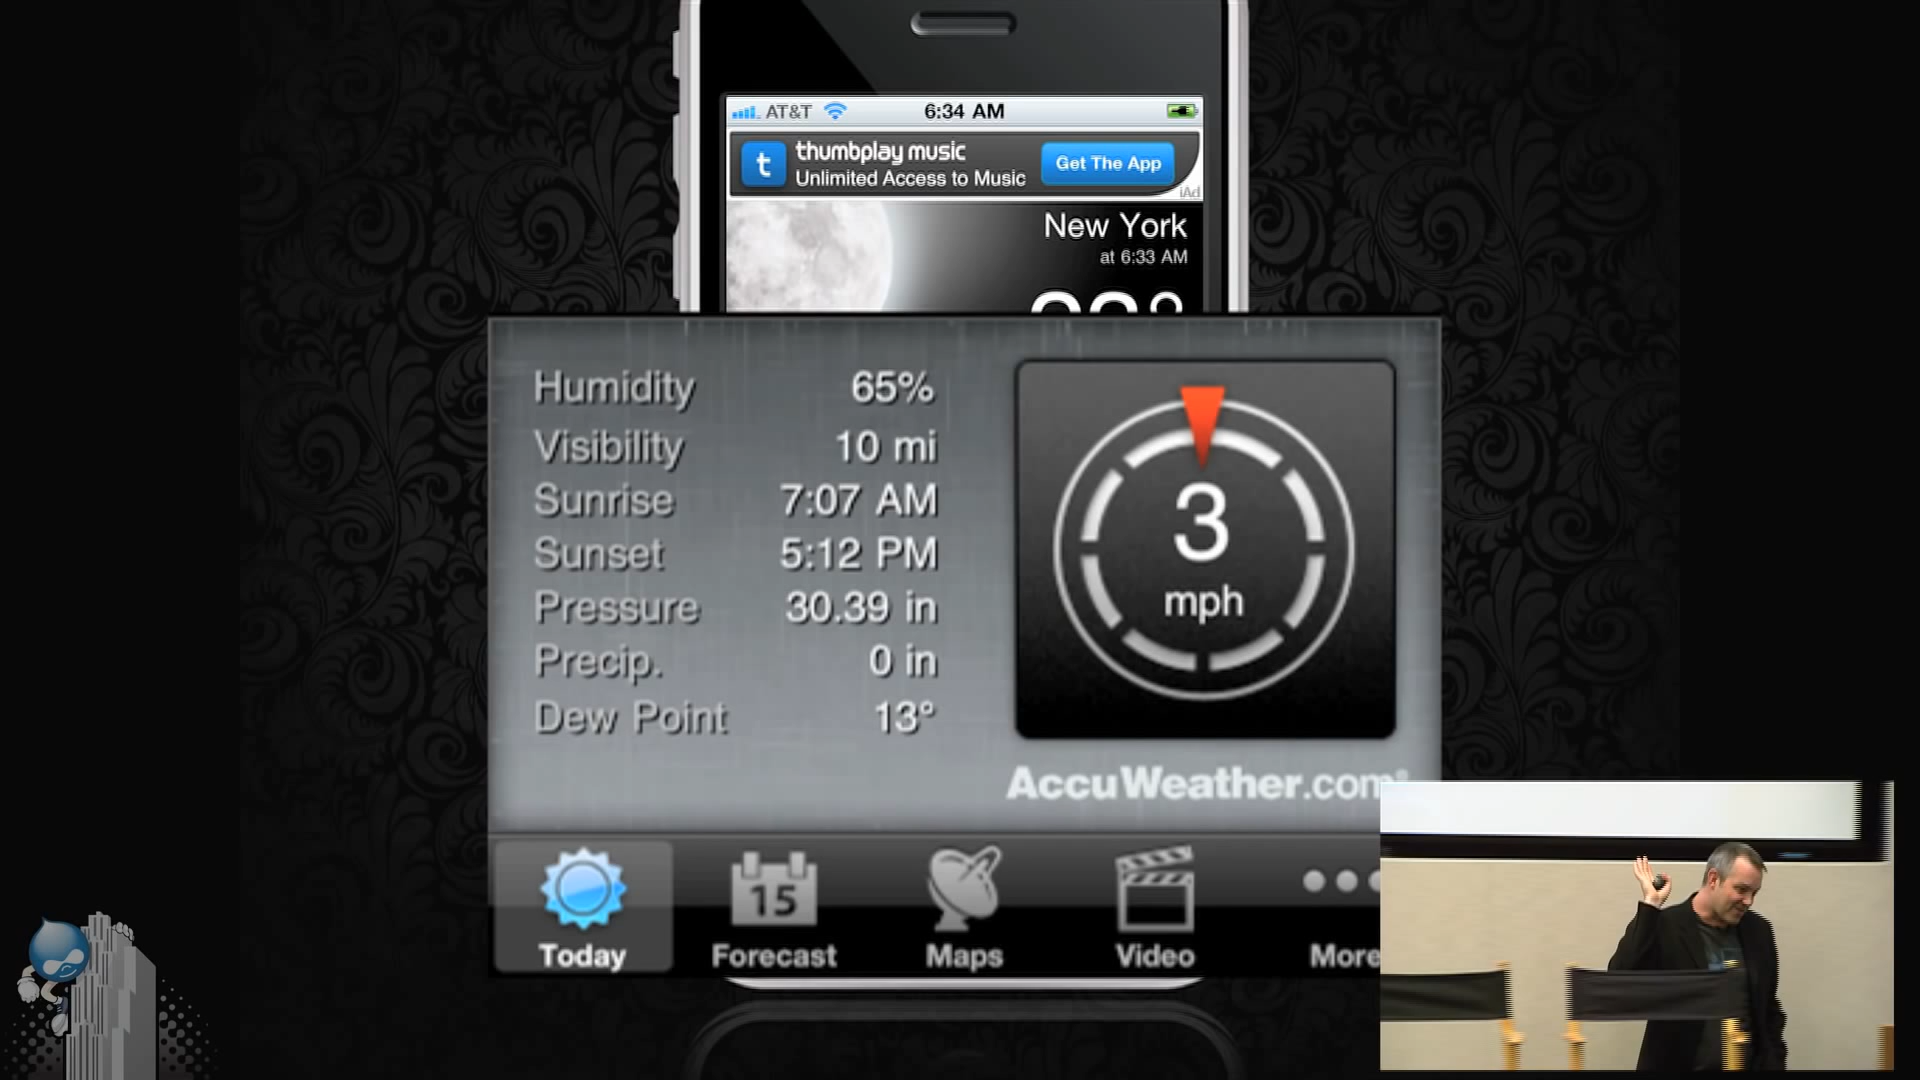 AT&T
6:34 AM
t
thumbplay music
Unlimited Access to Music
Get The App
iAd
New York
at 6:33 AM
Humidity 65%
Visibility 10 mi
Sunrise 7:07 AM
Sunset 5:12 PM
Pressure 30.39 in
Precip. 0 in
Dew Point 13°
3
mph
AccuWeather.com
15
Today
Forecast
Maps
Video
More